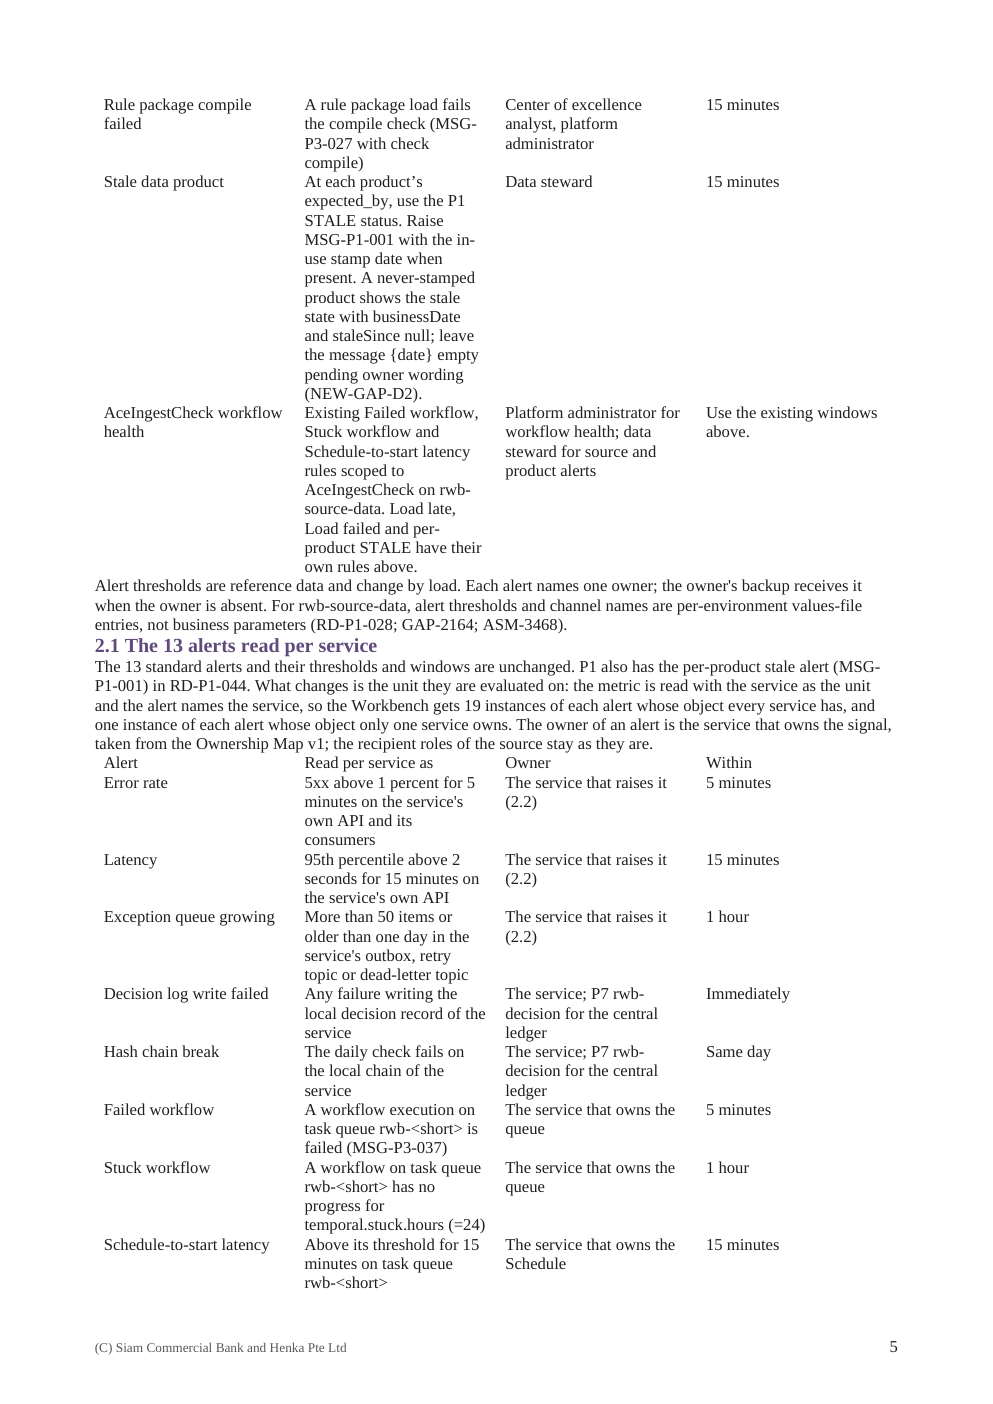 Rule package compile failed
A rule package load fails the compile check (MSG-P3-027 with check compile)
Center of excellence analyst, platform administrator
15 minutes
Stale data product
At each product’s expected_by, use the P1 STALE status. Raise MSG-P1-001 with the in-use stamp date when present. A never-stamped product shows the stale state with businessDate and staleSince null; leave the message {date} empty pending owner wording (NEW-GAP-D2).
Data steward
15 minutes
AceIngestCheck workflow health
Existing Failed workflow, Stuck workflow and Schedule-to-start latency rules scoped to AceIngestCheck on rwb-source-data. Load late, Load failed and per-product STALE have their own rules above.
Platform administrator for workflow health; data steward for source and product alerts
Use the existing windows above.
Alert thresholds are reference data and change by load. Each alert names one owner; the owner's backup receives it
when the owner is absent. For rwb-source-data, alert thresholds and channel names are per-environment values-file
entries, not business parameters (RD-P1-028; GAP-2164; ASM-3468).
2.1 The 13 alerts read per service
The 13 standard alerts and their thresholds and windows are unchanged. P1 also has the per-product stale alert (MSG-
P1-001) in RD-P1-044. What changes is the unit they are evaluated on: the metric is read with the service as the unit
and the alert names the service, so the Workbench gets 19 instances of each alert whose object every service has, and
one instance of each alert whose object only one service owns. The owner of an alert is the service that owns the signal,
taken from the Ownership Map v1; the recipient roles of the source stay as they are.
Alert
Read per service as
Owner
Within
Error rate
5xx above 1 percent for 5 minutes on the service's own API and its consumers
The service that raises it (2.2)
5 minutes
Latency
95th percentile above 2 seconds for 15 minutes on the service's own API
The service that raises it (2.2)
15 minutes
Exception queue growing
More than 50 items or older than one day in the service's outbox, retry topic or dead-letter topic
The service that raises it (2.2)
1 hour
Decision log write failed
Any failure writing the local decision record of the service
The service; P7 rwb-decision for the central ledger
Immediately
Hash chain break
The daily check fails on the local chain of the service
The service; P7 rwb-decision for the central ledger
Same day
Failed workflow
A workflow execution on task queue rwb-<short> is failed (MSG-P3-037)
The service that owns the queue
5 minutes
Stuck workflow
A workflow on task queue rwb-<short> has no progress for temporal.stuck.hours (=24)
The service that owns the queue
1 hour
Schedule-to-start latency
Above its threshold for 15 minutes on task queue rwb-<short>
The service that owns the Schedule
15 minutes
(C) Siam Commercial Bank and Henka Pte Ltd
5